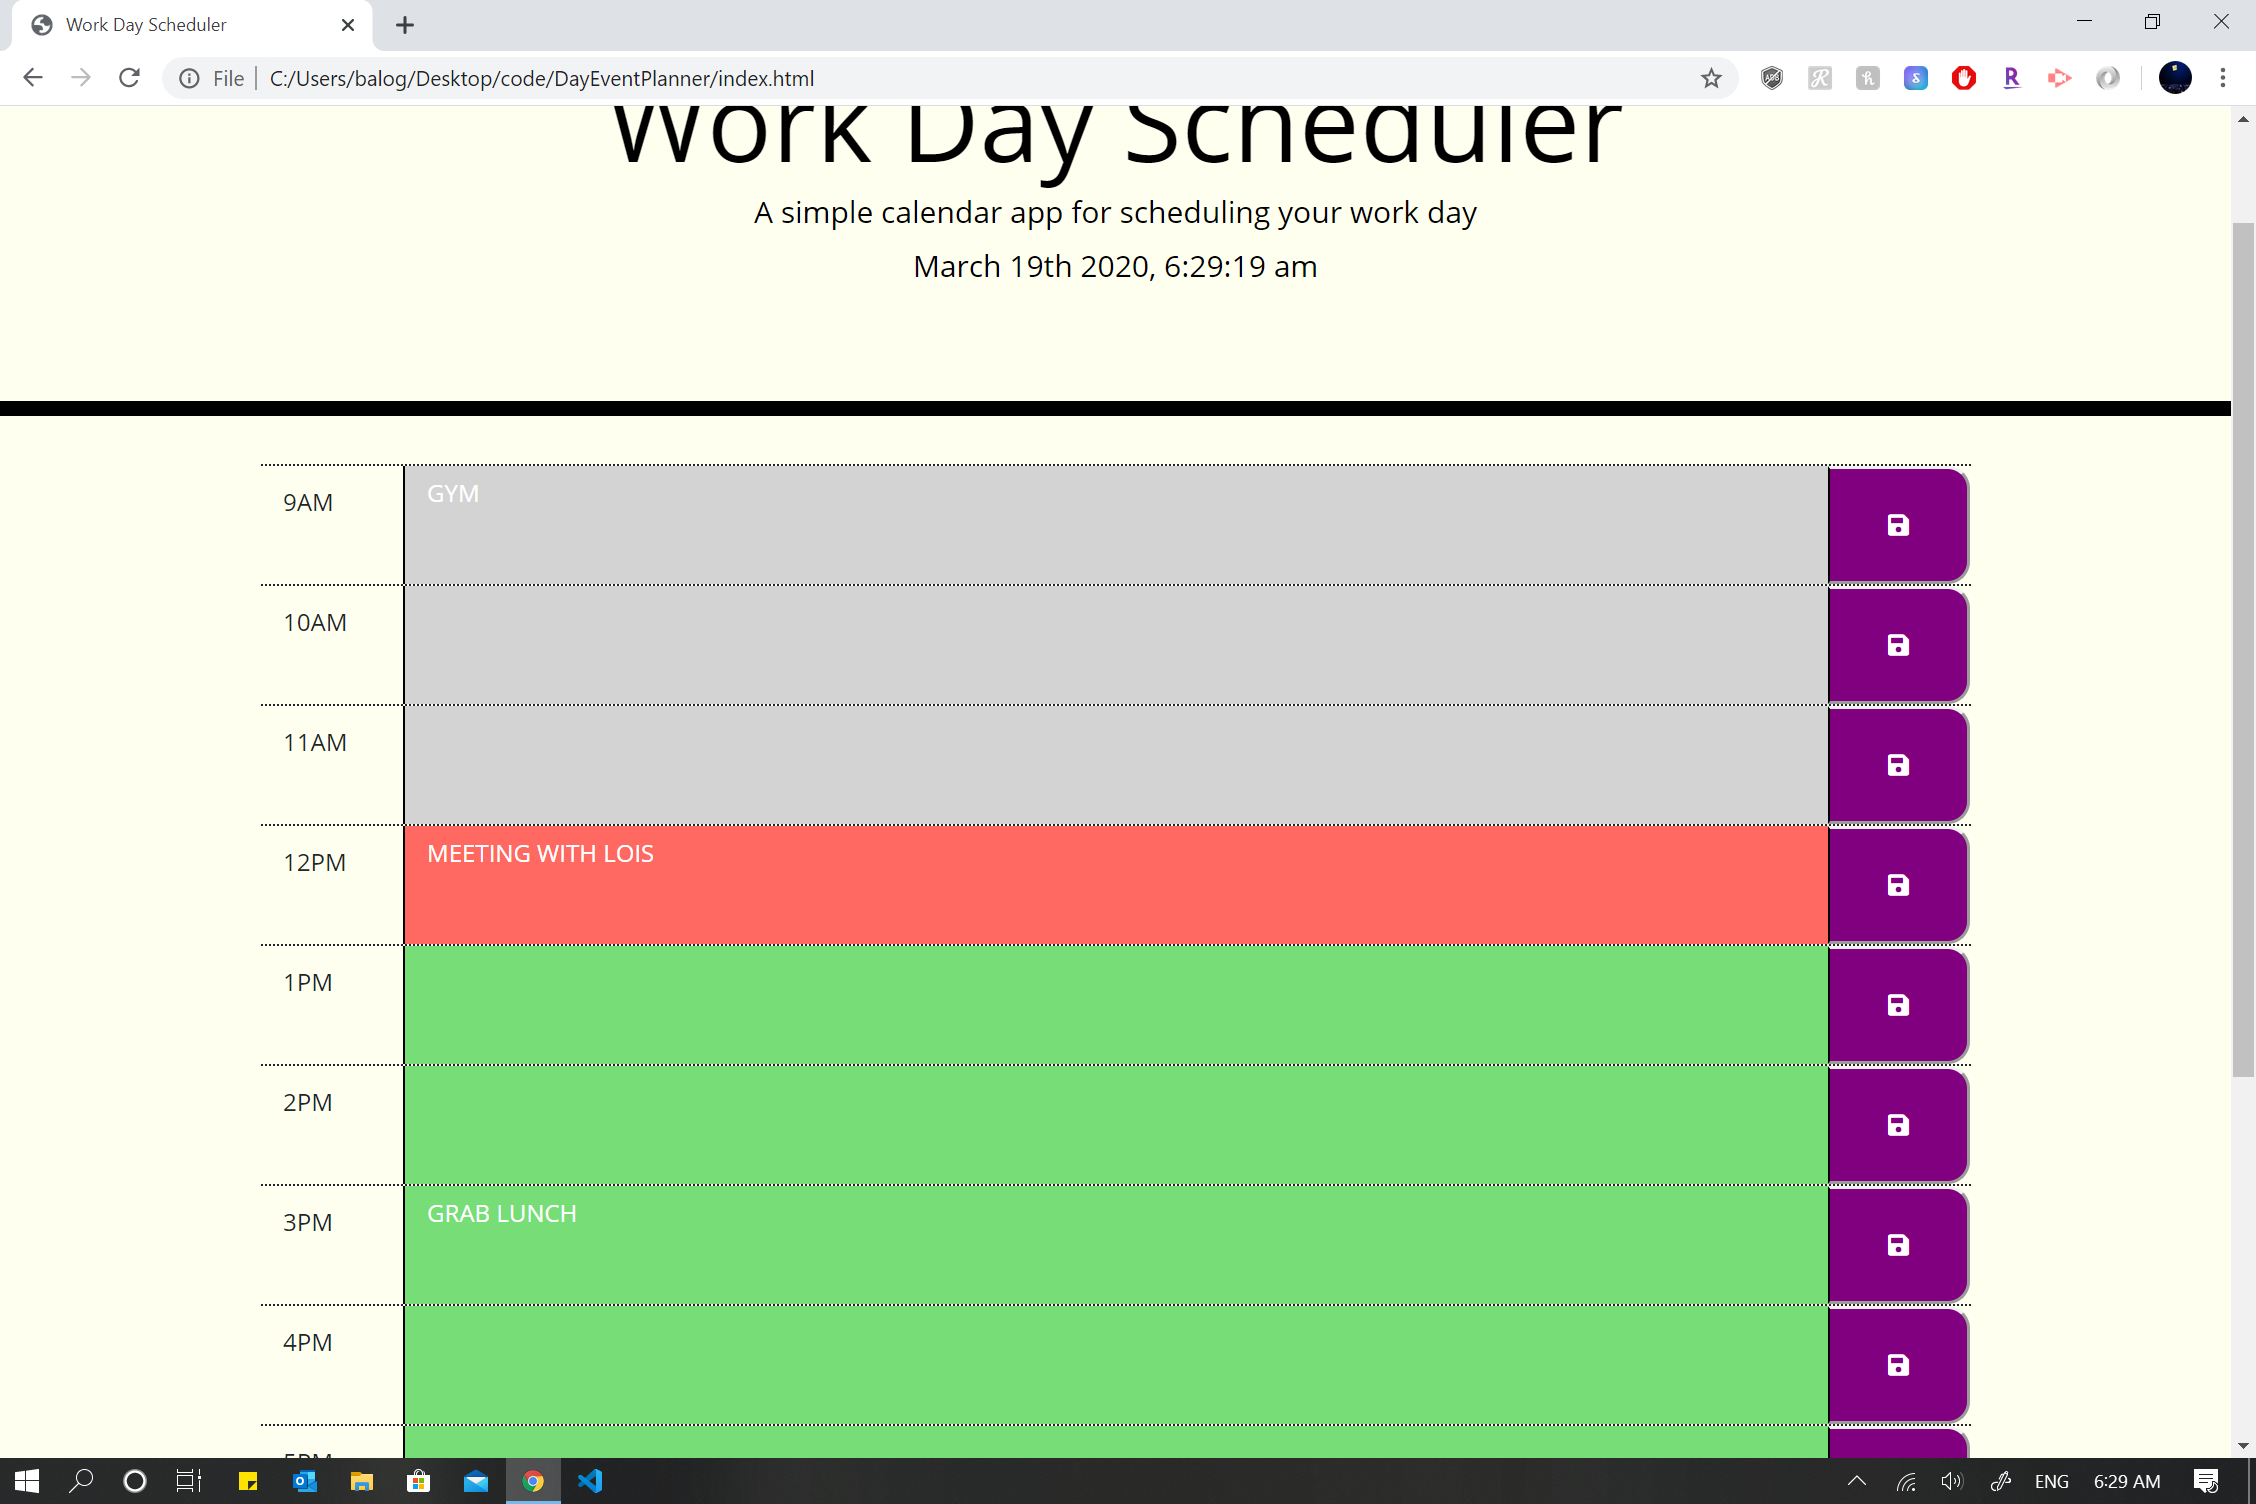 Work Day Scheduler
File C:/Users/balog/Desktop/code/DayEventPlanner/index.html
Work Day Scheduler
A simple calendar app for scheduling your work day
March 19th 2020, 6:29:19 am
9AM GYM
10AM
11AM
12PM MEETING WITH LOIS
1PM
2PM
3PM GRAB LUNCH
4PM
5PM
ENG 6:29 AM